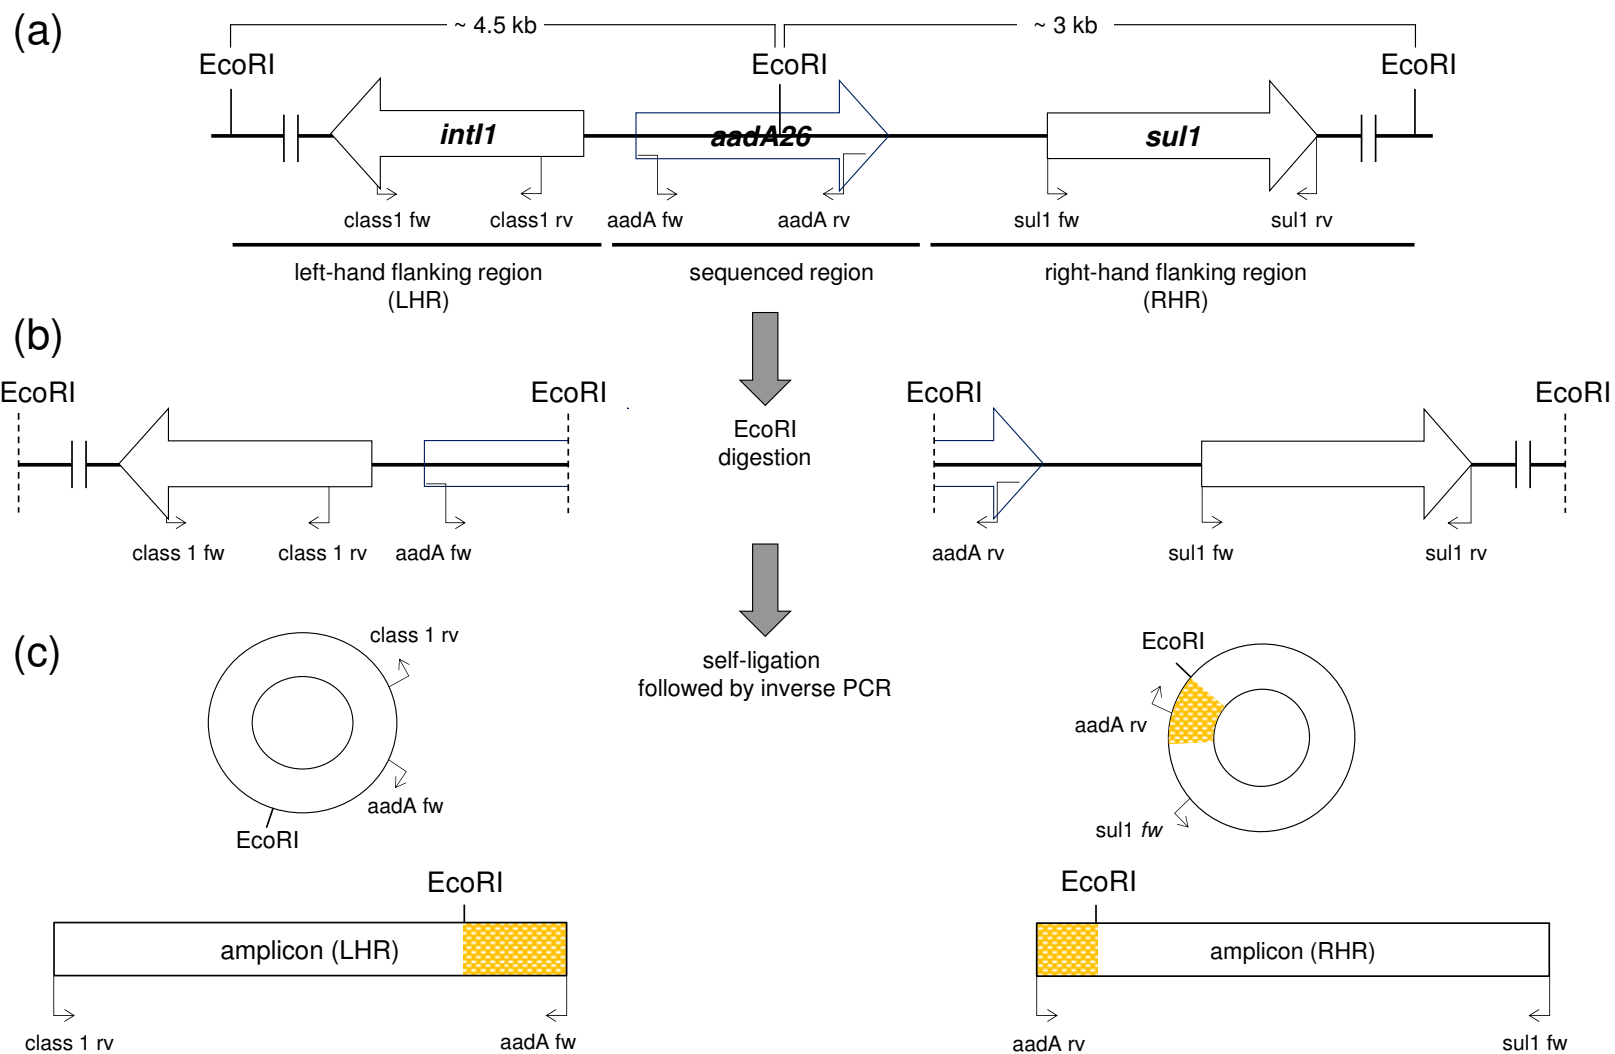 (a)
~ 4.5 kb
~ 3 kb
EcoRI
EcoRI
EcoRI
intI1
aadA26
sul1
class1 fw
class1 rv
aadA fw
aadA rv
sul1 fw
sul1 rv
left-hand flanking region
(LHR)
sequenced region
right-hand flanking region
(RHR)
(b)
EcoRI
EcoRI
EcoRI
EcoRI
EcoRI
digestion
class 1 fw
class 1 rv
aadA fw
aadA rv
sul1 fw
sul1 rv
(c)
class 1 rv
aadA fw
EcoRI
self-ligation
followed by inverse PCR
EcoRI
aadA rv
sul1 fw
EcoRI
amplicon (LHR)
class 1 rv
aadA fw
EcoRI
amplicon (RHR)
aadA rv
sul1 fw